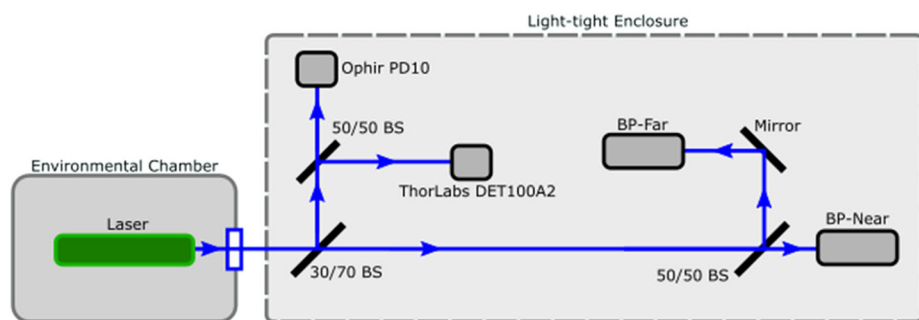 Light-tight Enclosure
Ophir PD10
50/50 BS
BP-Far
Mirror
Environmental Chamber
ThorLabs DET100A2
Laser
BP-Near
30/70 BS
50/50 BS